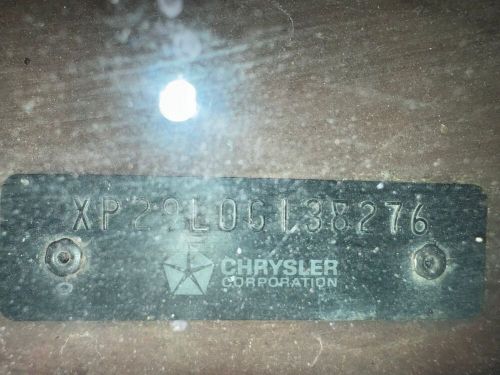 XP29L0G138276
CHRYSLER
CORPORATION